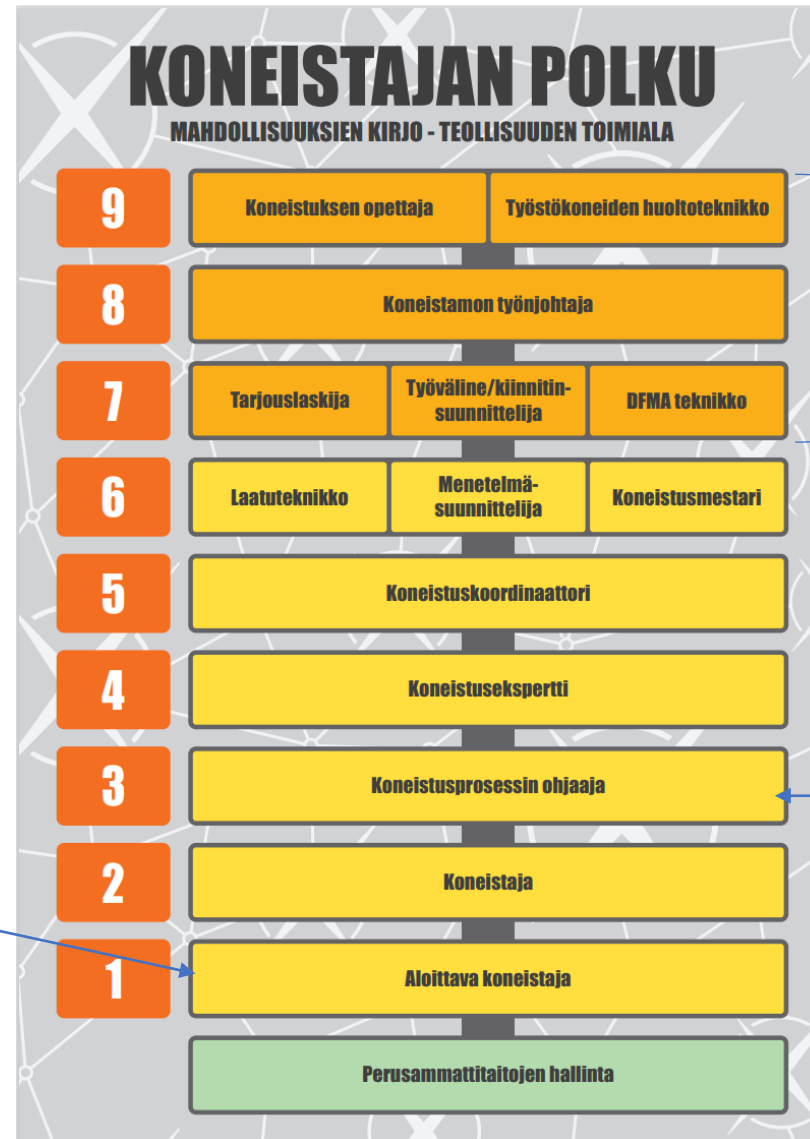 KONEISTAJAN POLKU
MAHDOLLISUUKSIEN KIRJO - TEOLLISUUDEN TOIMIALA
9
Koneistuksen opettaja
Työstökoneiden huoltoteknikko
8
Koneistamon työnjohtaja
7
Tarjouslaskija
Työväline/kiinnitin-
suunnittelija
DFMA teknikko
6
Laatuteknikko
Menetelmä-
suunnittelija
Koneistusmestari
5
Koneistuskoordinaattori
4
Koneistusekspertti
3
Koneistusprosessin ohjaaja
2
Koneistaja
1
Aloittava koneistaja
Perusammattitaitojen hallinta